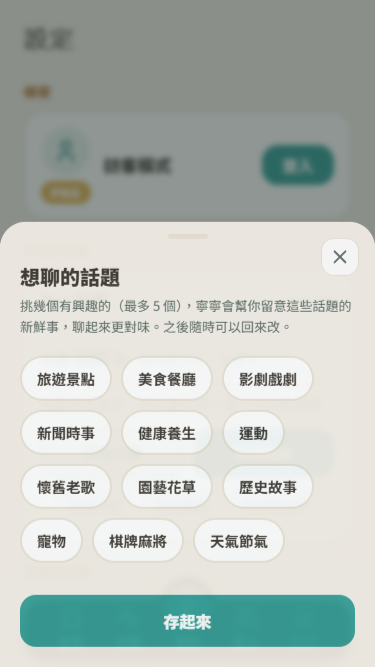 設定
訪客模式
登入
想聊的話題
挑幾個有興趣的（最多 5 個），寧寧會幫你留意這些話題的
新鮮事，聊起來更對味。之後隨時可以回來改。
旅遊景點 美食餐廳 影劇戲劇
新聞時事 健康養生 運動
懷舊老歌 園藝花草 歷史故事
寵物 棋牌麻將 天氣節氣
存起來